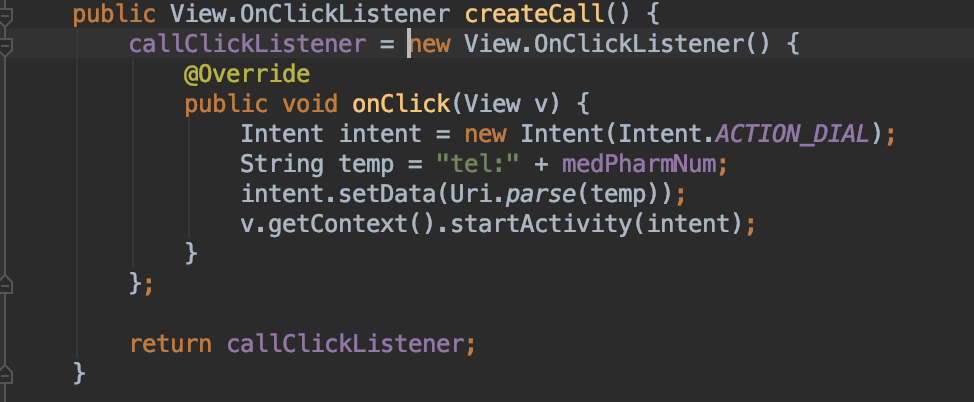 public View.OnClickListener createCall() {
callClickListener = new View.OnClickListener() {
@Override
public void onClick(View v) {
Intent intent = new Intent(Intent.ACTION_DIAL);
String temp = "tel:" + medPharmNum;
intent.setData(Uri.parse(temp));
v.getContext().startActivity(intent);
}
};
return callClickListener;
}